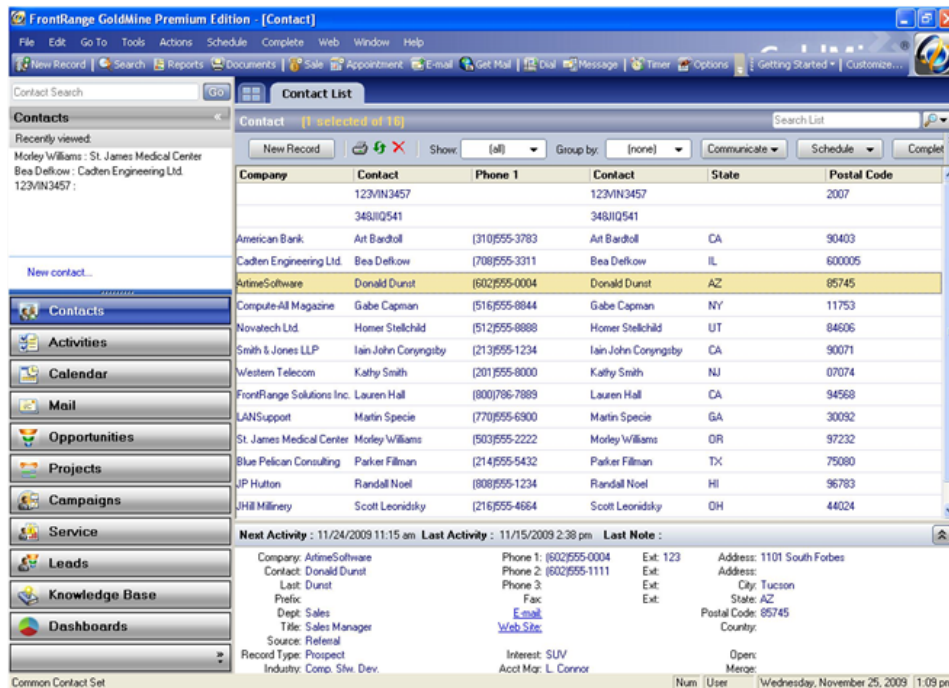 FrontRange GoldMine Premium Edition - [Contact]
File Edit Go To Tools Actions Schedule Complete Web Window Help
New Record Search Reports Documents Sale Appointment E-mail Get Mail Dial Message Timer Options Getting Started Customize...
Contact Search Go Contact List
Contacts Contact [1 selected of 16] Search List
Recently viewed:
Morley Williams : St. James Medical Center
Bea Defkow : Cadten Engineering Ltd.
123VIN3457 :
New contact...
Contacts
Activities
Calendar
Mail
Opportunities
Projects
Campaigns
Service
Leads
Knowledge Base
Dashboards
New Record Show: (all) Group by: (none) Communicate Schedule Complet
Company Contact Phone 1 Contact State Postal Code
123VIN3457 123VIN3457 2007
348JIQ541 348JIQ541
American Bank Art Bardtoll (310)555-3783 Art Bardtoll CA 90403
Cadten Engineering Ltd. Bea Defkow (708)555-3311 Bea Defkow IL 600005
ArtimeSoftware Donald Dunst (602)555-0004 Donald Dunst AZ 85745
Compute-All Magazine Gabe Capman (516)555-8844 Gabe Capman NY 11753
Novatech Ltd. Homer Stellchild (512)555-8888 Homer Stellchild UT 84606
Smith & Jones LLP Iain John Conyngsby (213)555-1234 Iain John Conyngsby CA 90071
Western Telecom Kathy Smith (201)555-8000 Kathy Smith NJ 07074
FrontRange Solutions Inc. Lauren Hall (800)786-7889 Lauren Hall CA 94568
LANSupport Martin Specie (770)555-6900 Martin Specie GA 30092
St. James Medical Center Morley Williams (503)555-2222 Morley Williams OR 97232
Blue Pelican Consulting Parker Fillman (214)555-5432 Parker Fillman TX 75080
JP Hutton Randall Noel (808)555-1234 Randall Noel HI 96783
JHill Millinery Scott Leonidsky (216)555-4664 Scott Leonidsky OH 44024
Next Activity : 11/24/2009 11:15 am Last Activity : 11/15/2009 2:38 pm Last Note :
Company: ArtimeSoftware Phone 1: (602)555-0004 Ext: 123 Address: 1101 South Forbes
Contact: Donald Dunst Phone 2: (602)555-1111 Ext: Address:
Last: Dunst Phone 3: Ext: City: Tucson
Prefix: Fax: Ext: State: AZ
Dept: Sales E-mail: Postal Code: 85745
Title: Sales Manager Web Site: Country:
Source: Referral
Record Type: Prospect Interest: SUV Open:
Industry: Comp. Sfw. Dev. Acct Mgr: L. Connor Merge:
Common Contact Set Num User Wednesday, November 25, 2009 1:09 pm